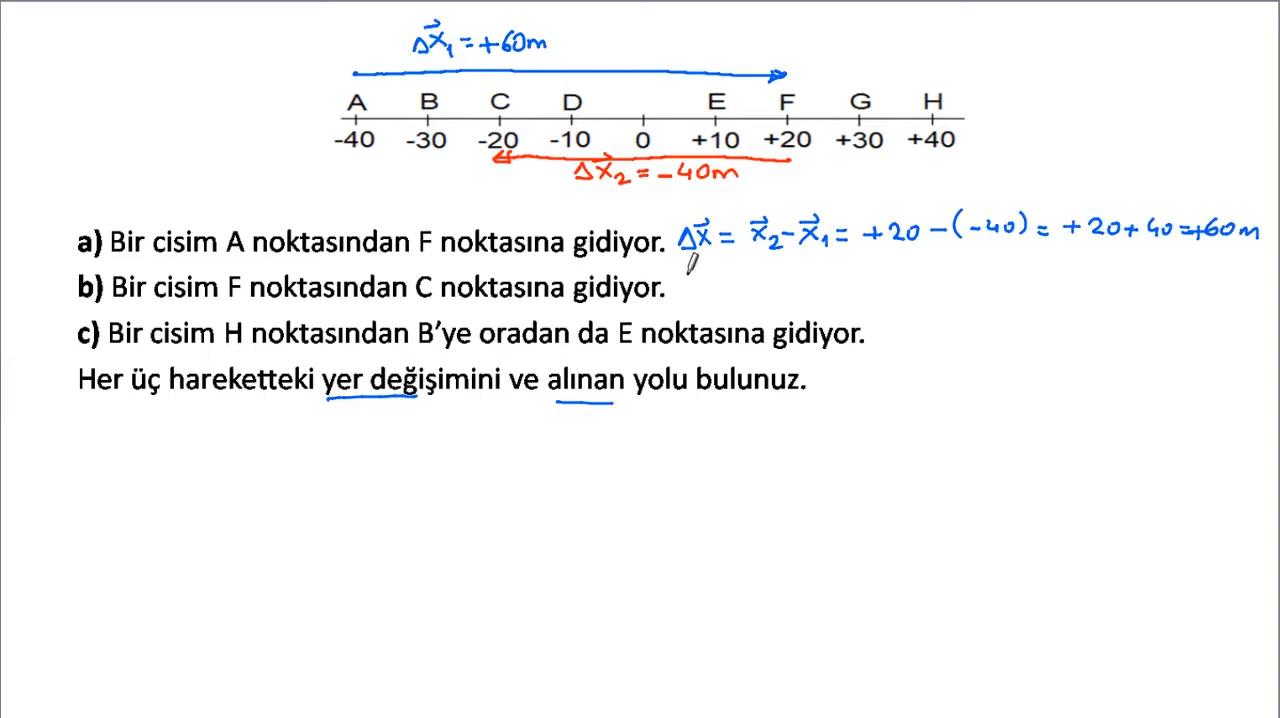 Δx⃗₁ = +60m
A B C D E F G H
-40 -30 -20 -10 0 +10 +20 +30 +40
Δx⃗₂ = -40m
a) Bir cisim A noktasından F noktasına gidiyor. Δx⃗ = x⃗₂ - x⃗₁ = +20 - (-40) = +20 + 40 = +60m
b) Bir cisim F noktasından C noktasına gidiyor.
c) Bir cisim H noktasından B’ye oradan da E noktasına gidiyor.
Her üç hareketteki yer değişimini ve alınan yolu bulunuz.